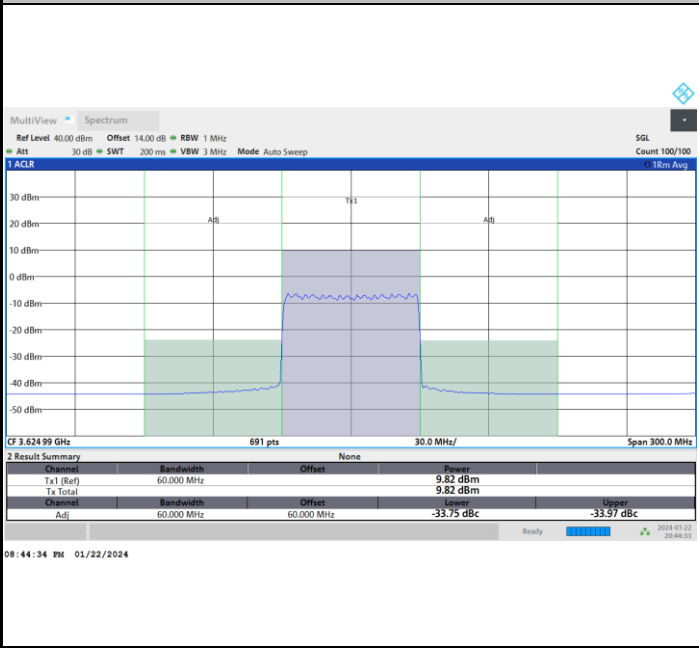 MultiView Spectrum
Ref Level 40.00 dBm Offset 14.00 dB RBW 1 MHz SGL
Att 30 dB SWT 200 ms VBW 3 MHz Mode Auto Sweep Count 100/100
1 ACLR 1Rm Avg
30 dBm
Tx1
20 dBm
Adj Adj
10 dBm
0 dBm
-10 dBm
-20 dBm
-30 dBm
-40 dBm
-50 dBm
CF 3.624 99 GHz 691 pts 30.0 MHz/ Span 300.0 MHz
2 Result Summary None
Channel Bandwidth Offset Power
Tx1 (Ref) 60.000 MHz 9.82 dBm
Tx Total 9.82 dBm
Channel Bandwidth Offset Lower Upper
Adj 60.000 MHz 60.000 MHz -33.75 dBc -33.97 dBc
Ready 2024-01-22
20:44:33
08:44:34 PM 01/22/2024